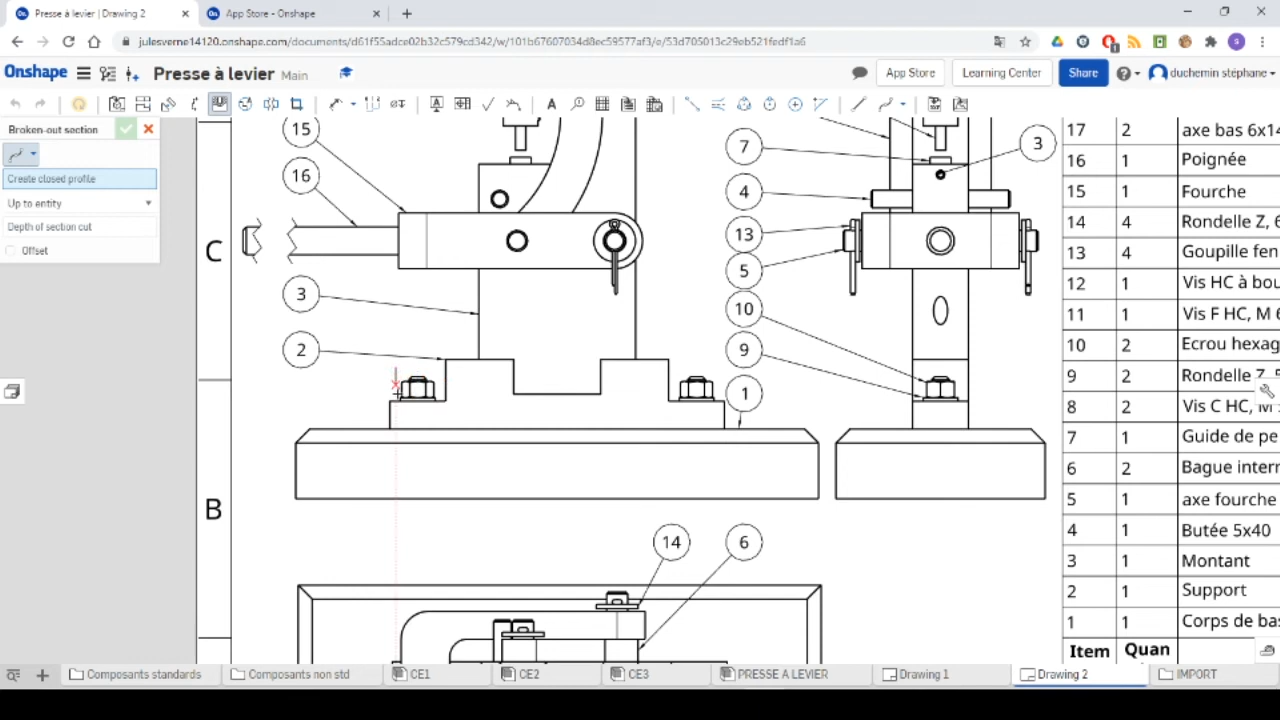 Presse à levier | Drawing 2
App Store - Onshape
julesverne14120.onshape.com/documents/d61f55adce02b32c579cd342/w/101b67607034d8ec59577af3/e/53d705013c29eb521fedf1a6
Onshape
Presse à levier Main
App Store
Learning Center
Share
duchemin stéphane
Broken-out section
Create closed profile
Up to entity
Depth of section cut
Offset
C
B
15
16
3
2
7
4
13
5
10
9
1
3
14
6
17 2 axe bas 6x14
16 1 Poignée
15 1 Fourche
14 4 Rondelle Z, 6
13 4 Goupille fen
12 1 Vis HC à bou
11 1 Vis F HC, M 6
10 2 Ecrou hexag
9 2 Rondelle Z, 5
8 2 Vis C HC, M
7 1 Guide de pe
6 2 Bague intern
5 1 axe fourche
4 1 Butée 5x40
3 1 Montant
2 1 Support
1 1 Corps de bas
Item Quan
Composants standards
Composants non std
CE1
CE2
CE3
PRESSE A LEVIER
Drawing 1
Drawing 2
IMPORT